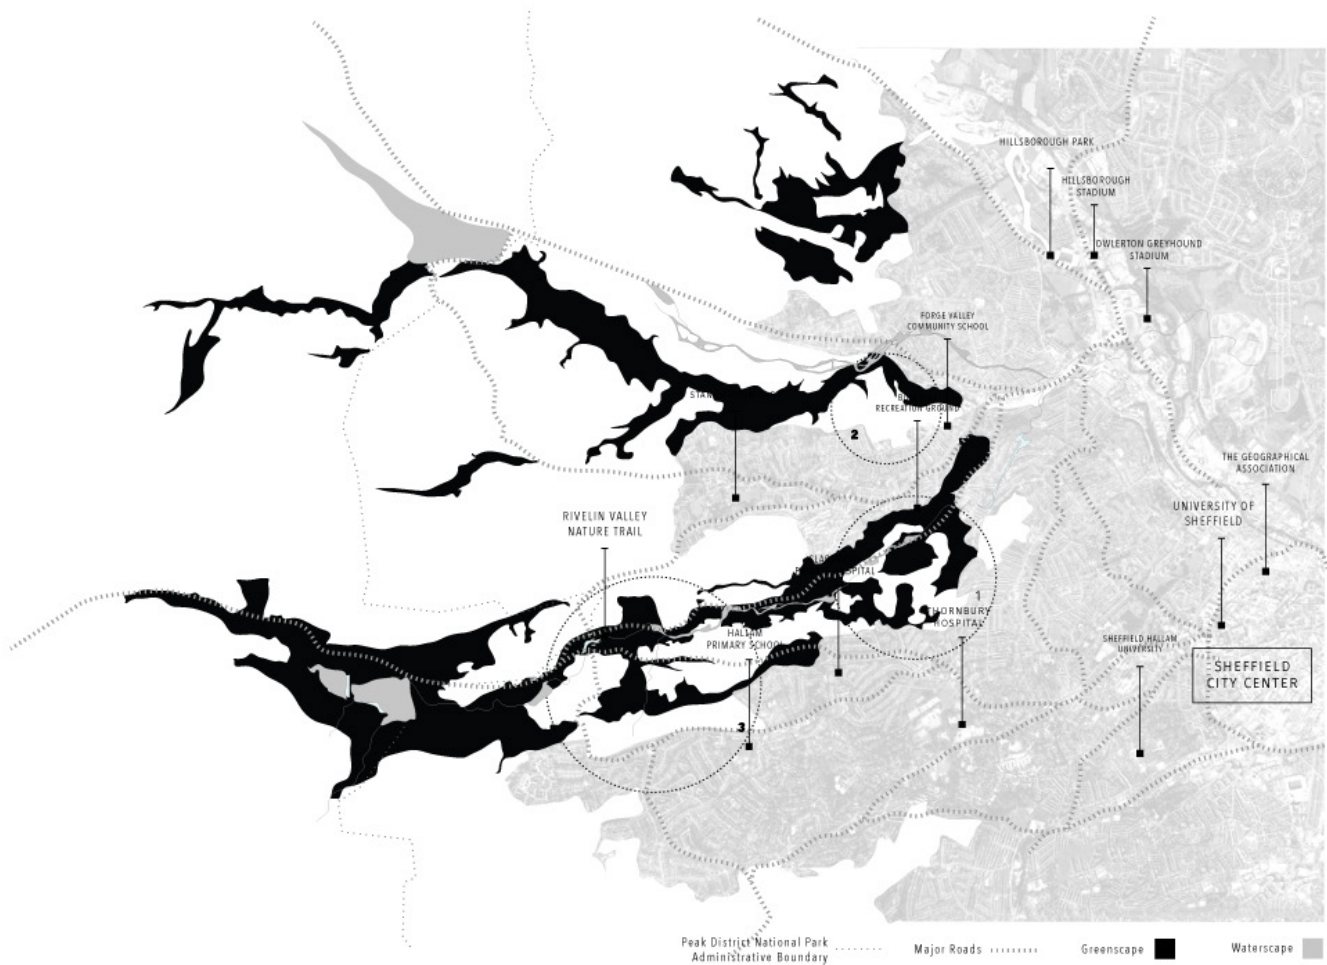 HILLSBOROUGH PARK
HILLSBOROUGH
STADIUM
OWLERTON GREYHOUND
STADIUM
FORGE VALLEY
COMMUNITY SCHOOL
RECREATION GROUND
2
THE GEOGRAPHICAL
ASSOCIATION
UNIVERSITY OF
SHEFFIELD
RIVELIN VALLEY
NATURE TRAIL
1
THORNBURY
HOSPITAL
HALLAM
PRIMARY SCHOOL
SHEFFIELD HALLAM
UNIVERSITY
SHEFFIELD
CITY CENTER
3
Peak District National Park
Administrative Boundary
Major Roads
Greenscape
Waterscape